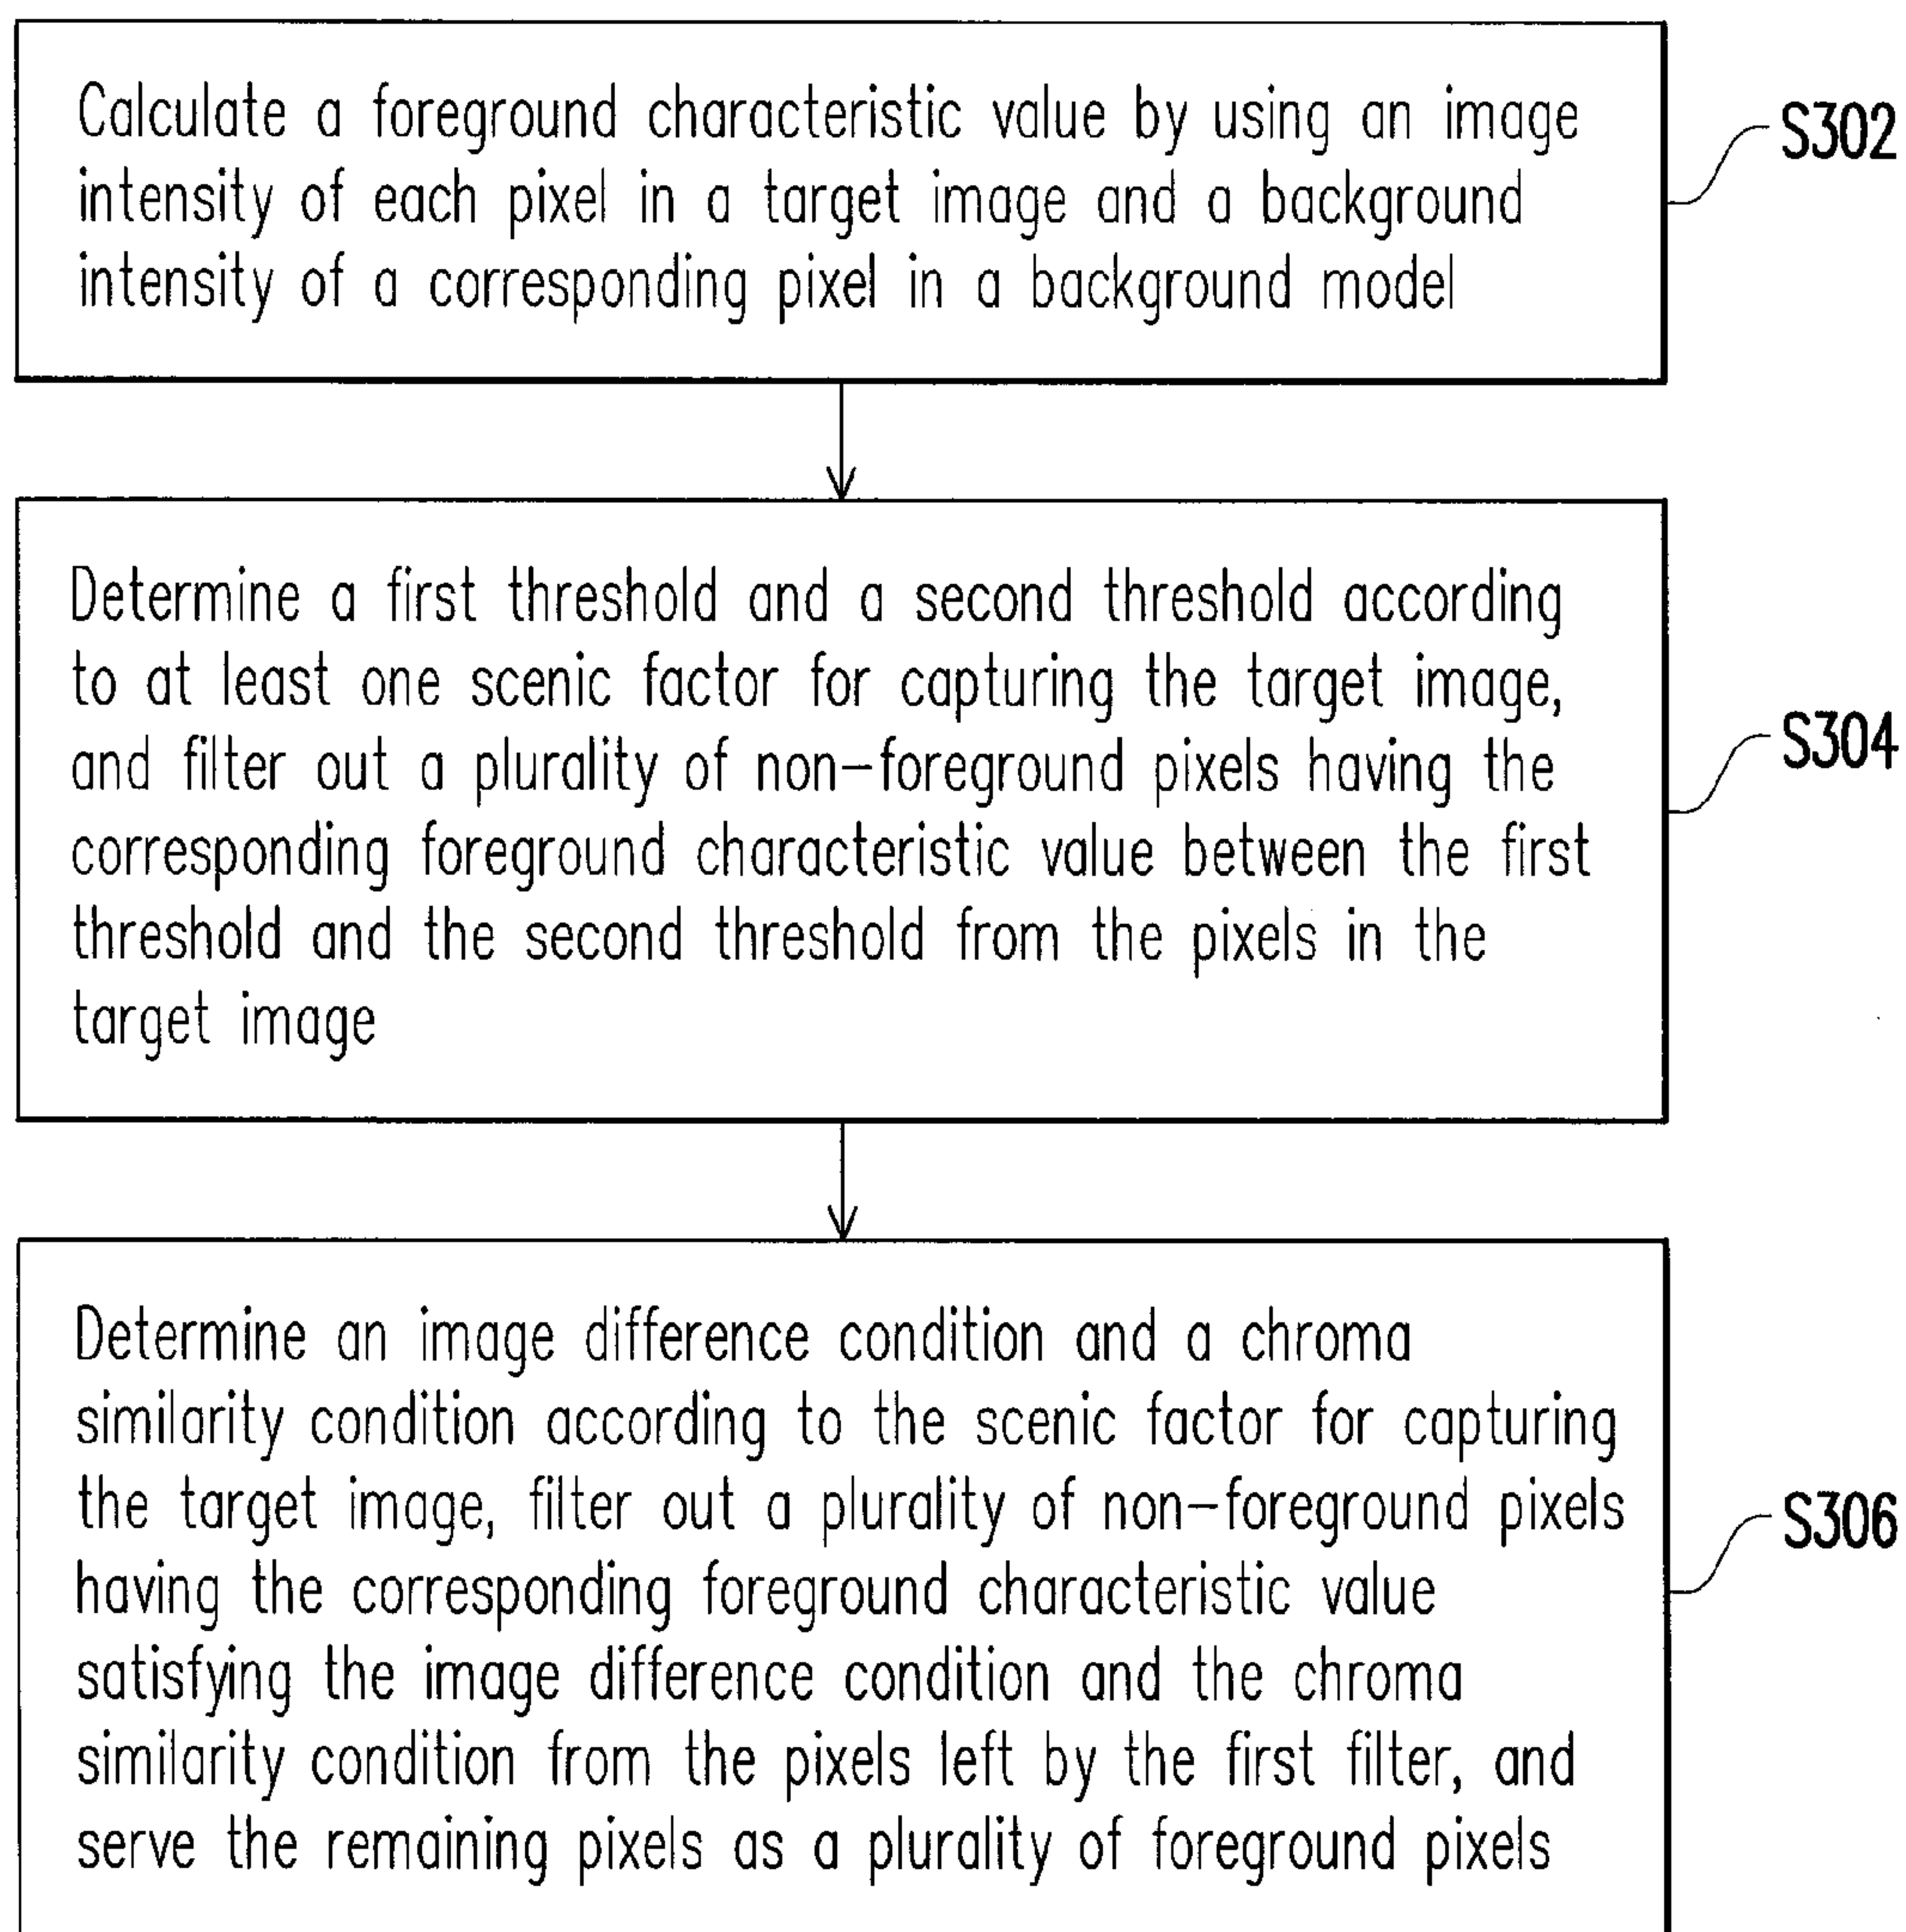 Calculate a foreground characteristic value by using an image
intensity of each pixel in a target image and a background
intensity of a corresponding pixel in a background model
S302
Determine a first threshold and a second threshold according
to at least one scenic factor for capturing the target image,
and filter out a plurality of non-foreground pixels having the
corresponding foreground characteristic value between the first
threshold and the second threshold from the pixels in the
target image
S304
Determine an image difference condition and a chroma
similarity condition according to the scenic factor for capturing
the target image, filter out a plurality of non-foreground pixels
having the corresponding foreground characteristic value
satisfying the image difference condition and the chroma
similarity condition from the pixels left by the first filter, and
serve the remaining pixels as a plurality of foreground pixels
S306